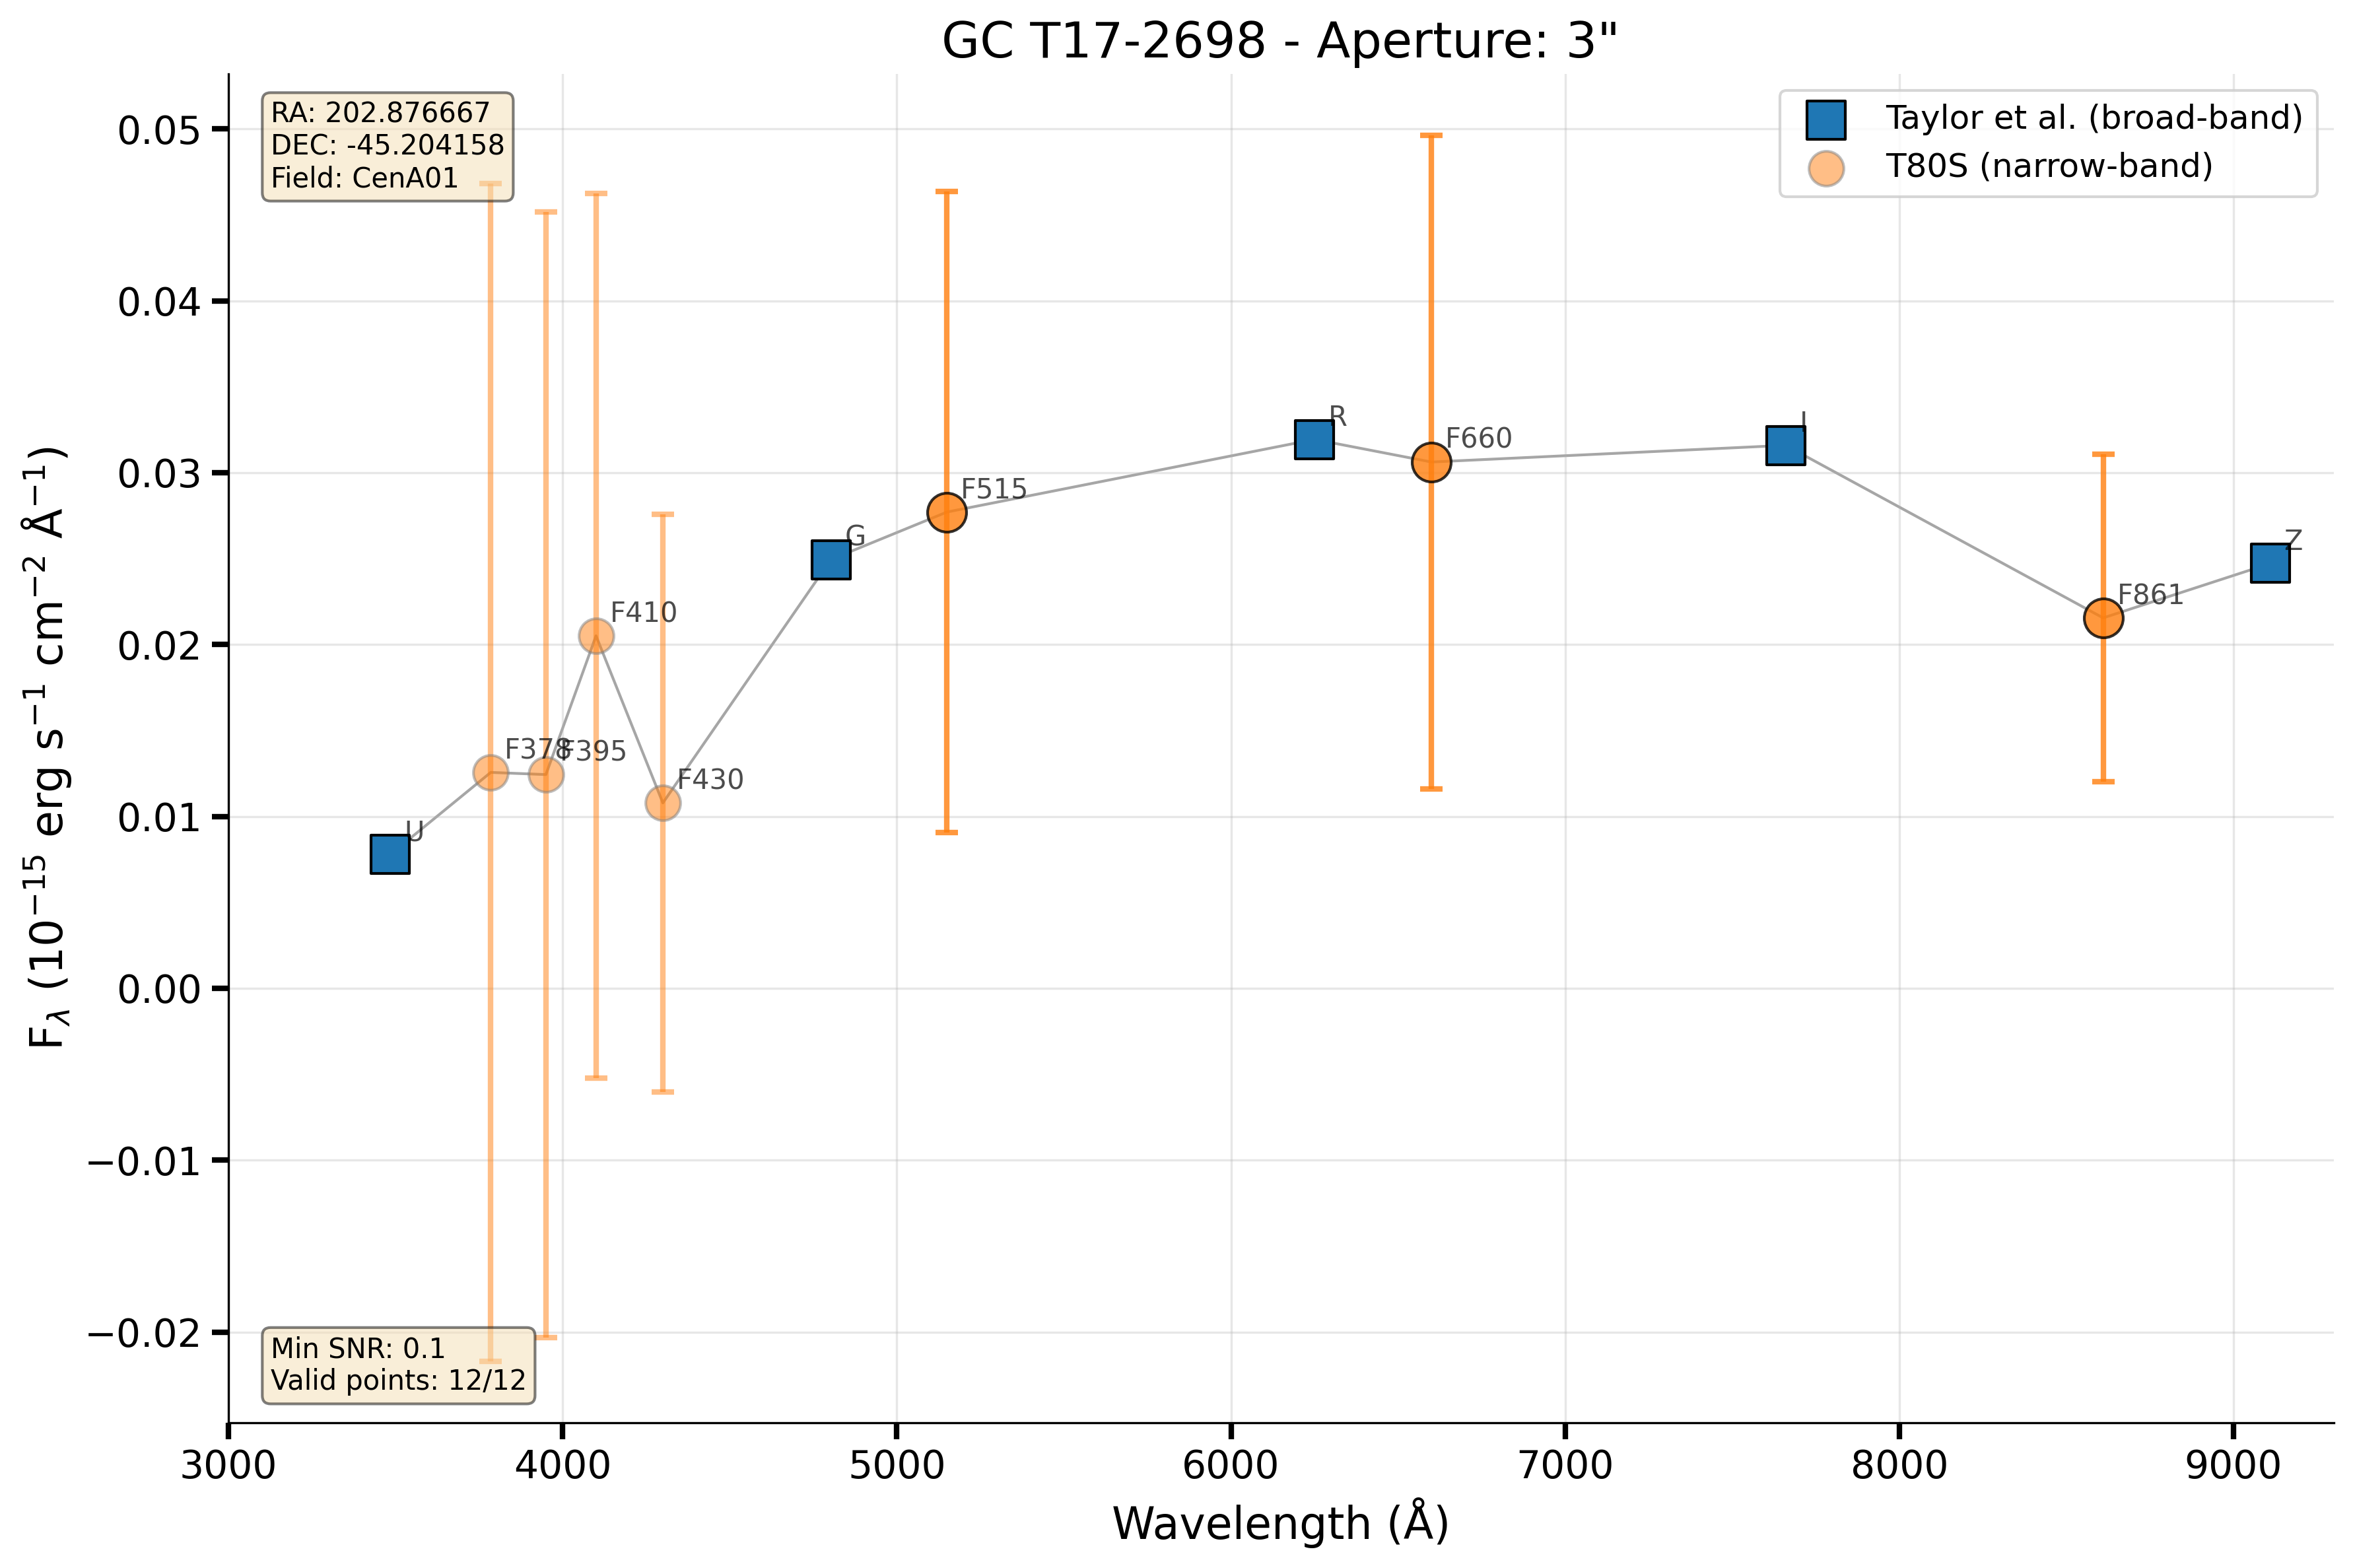 GC T17-2698 - Aperture: 3"
RA: 202.876667
DEC: -45.204158
Field: CenA01
Taylor et al. (broad-band)
T80S (narrow-band)
0.05
0.04
0.03
0.02
0.01
0.00
−0.01
−0.02
F_λ (10⁻¹⁵ erg s⁻¹ cm⁻² Å⁻¹)
U
F378
F395
F410
F430
G
F515
R
F660
I
F861
Z
Min SNR: 0.1
Valid points: 12/12
3000
4000
5000
6000
7000
8000
9000
Wavelength (Å)